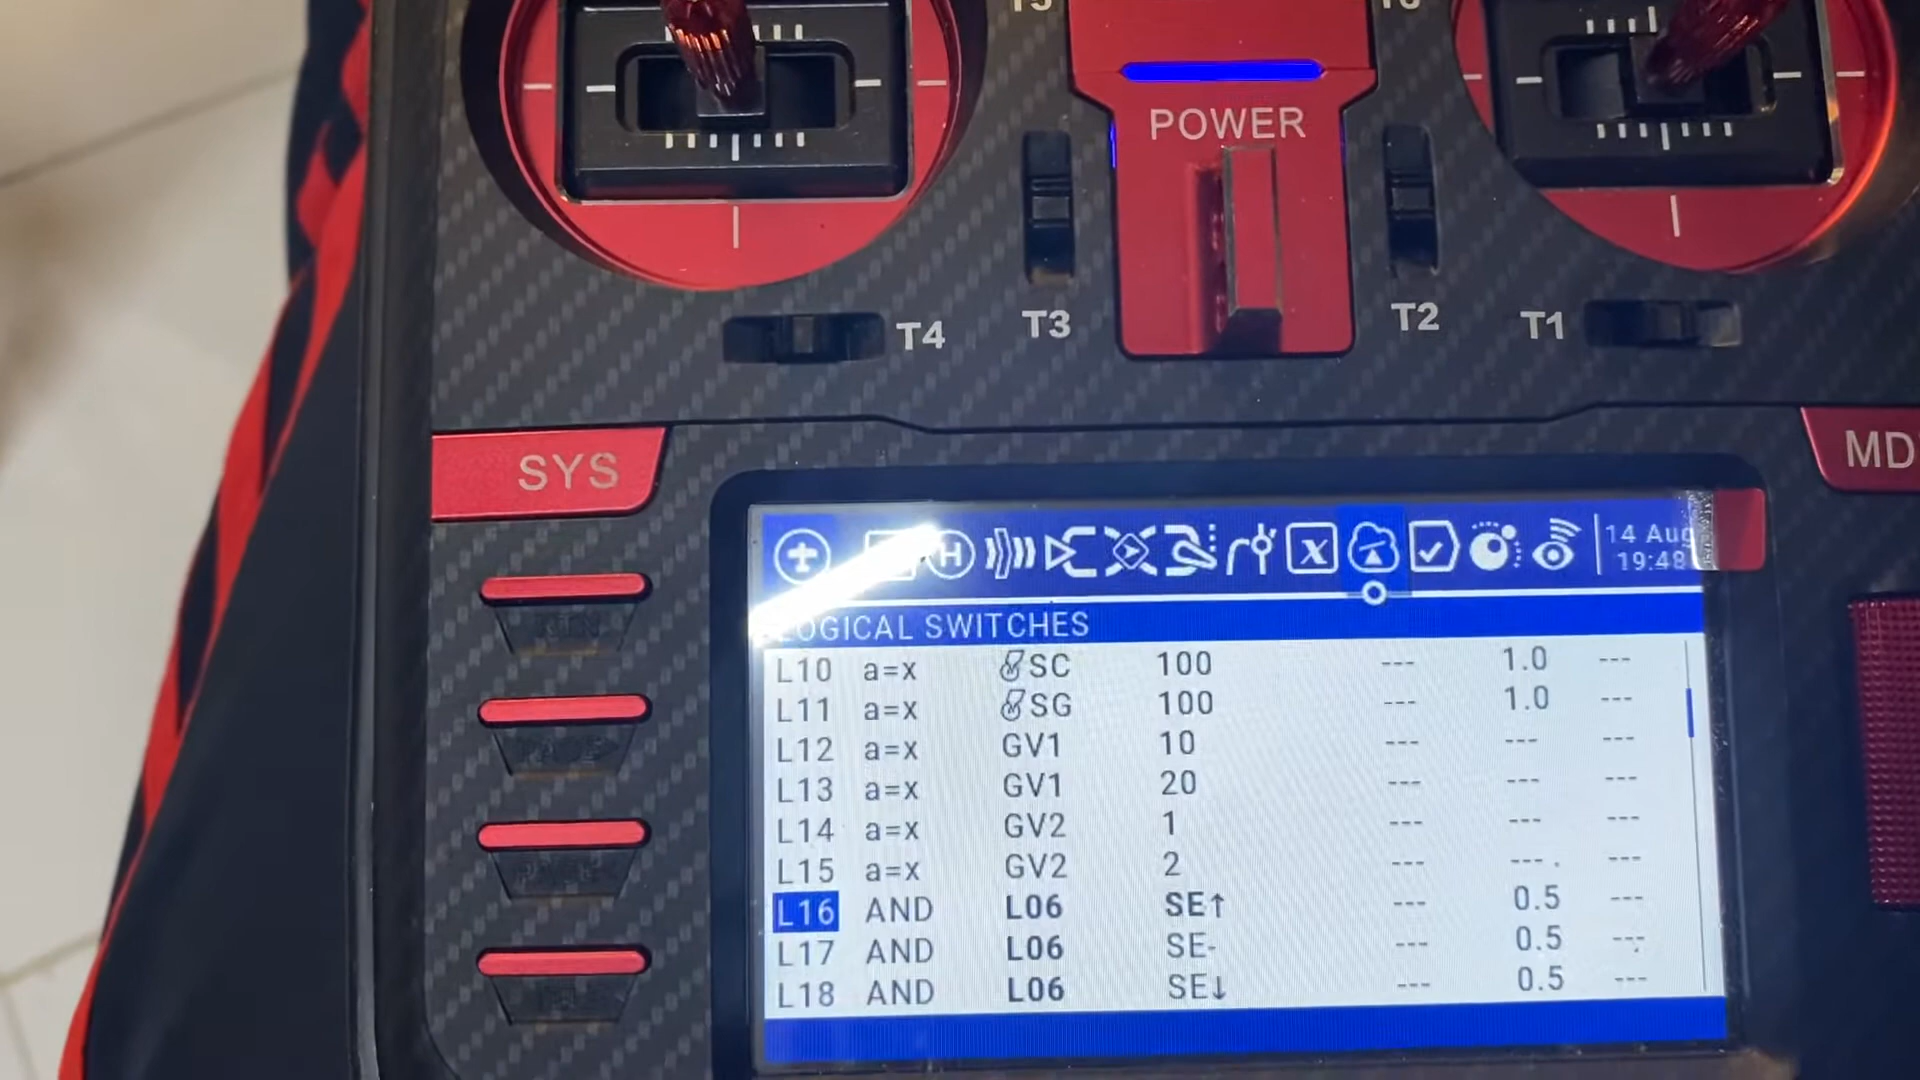 POWER
T4
T3
T2
T1
SYS
MD
14 Aug
19:48
LOGICAL SWITCHES
L10 a=x SC 100 --- 1.0 ---
L11 a=x SG 100 --- 1.0 ---
L12 a=x GV1 10 --- --- ---
L13 a=x GV1 20 --- --- ---
L14 a=x GV2 1 --- --- ---
L15 a=x GV2 2 --- --- ---
L16 AND L06 SE↑ --- 0.5 ---
L17 AND L06 SE- --- 0.5 ---
L18 AND L06 SE↓ --- 0.5 ---